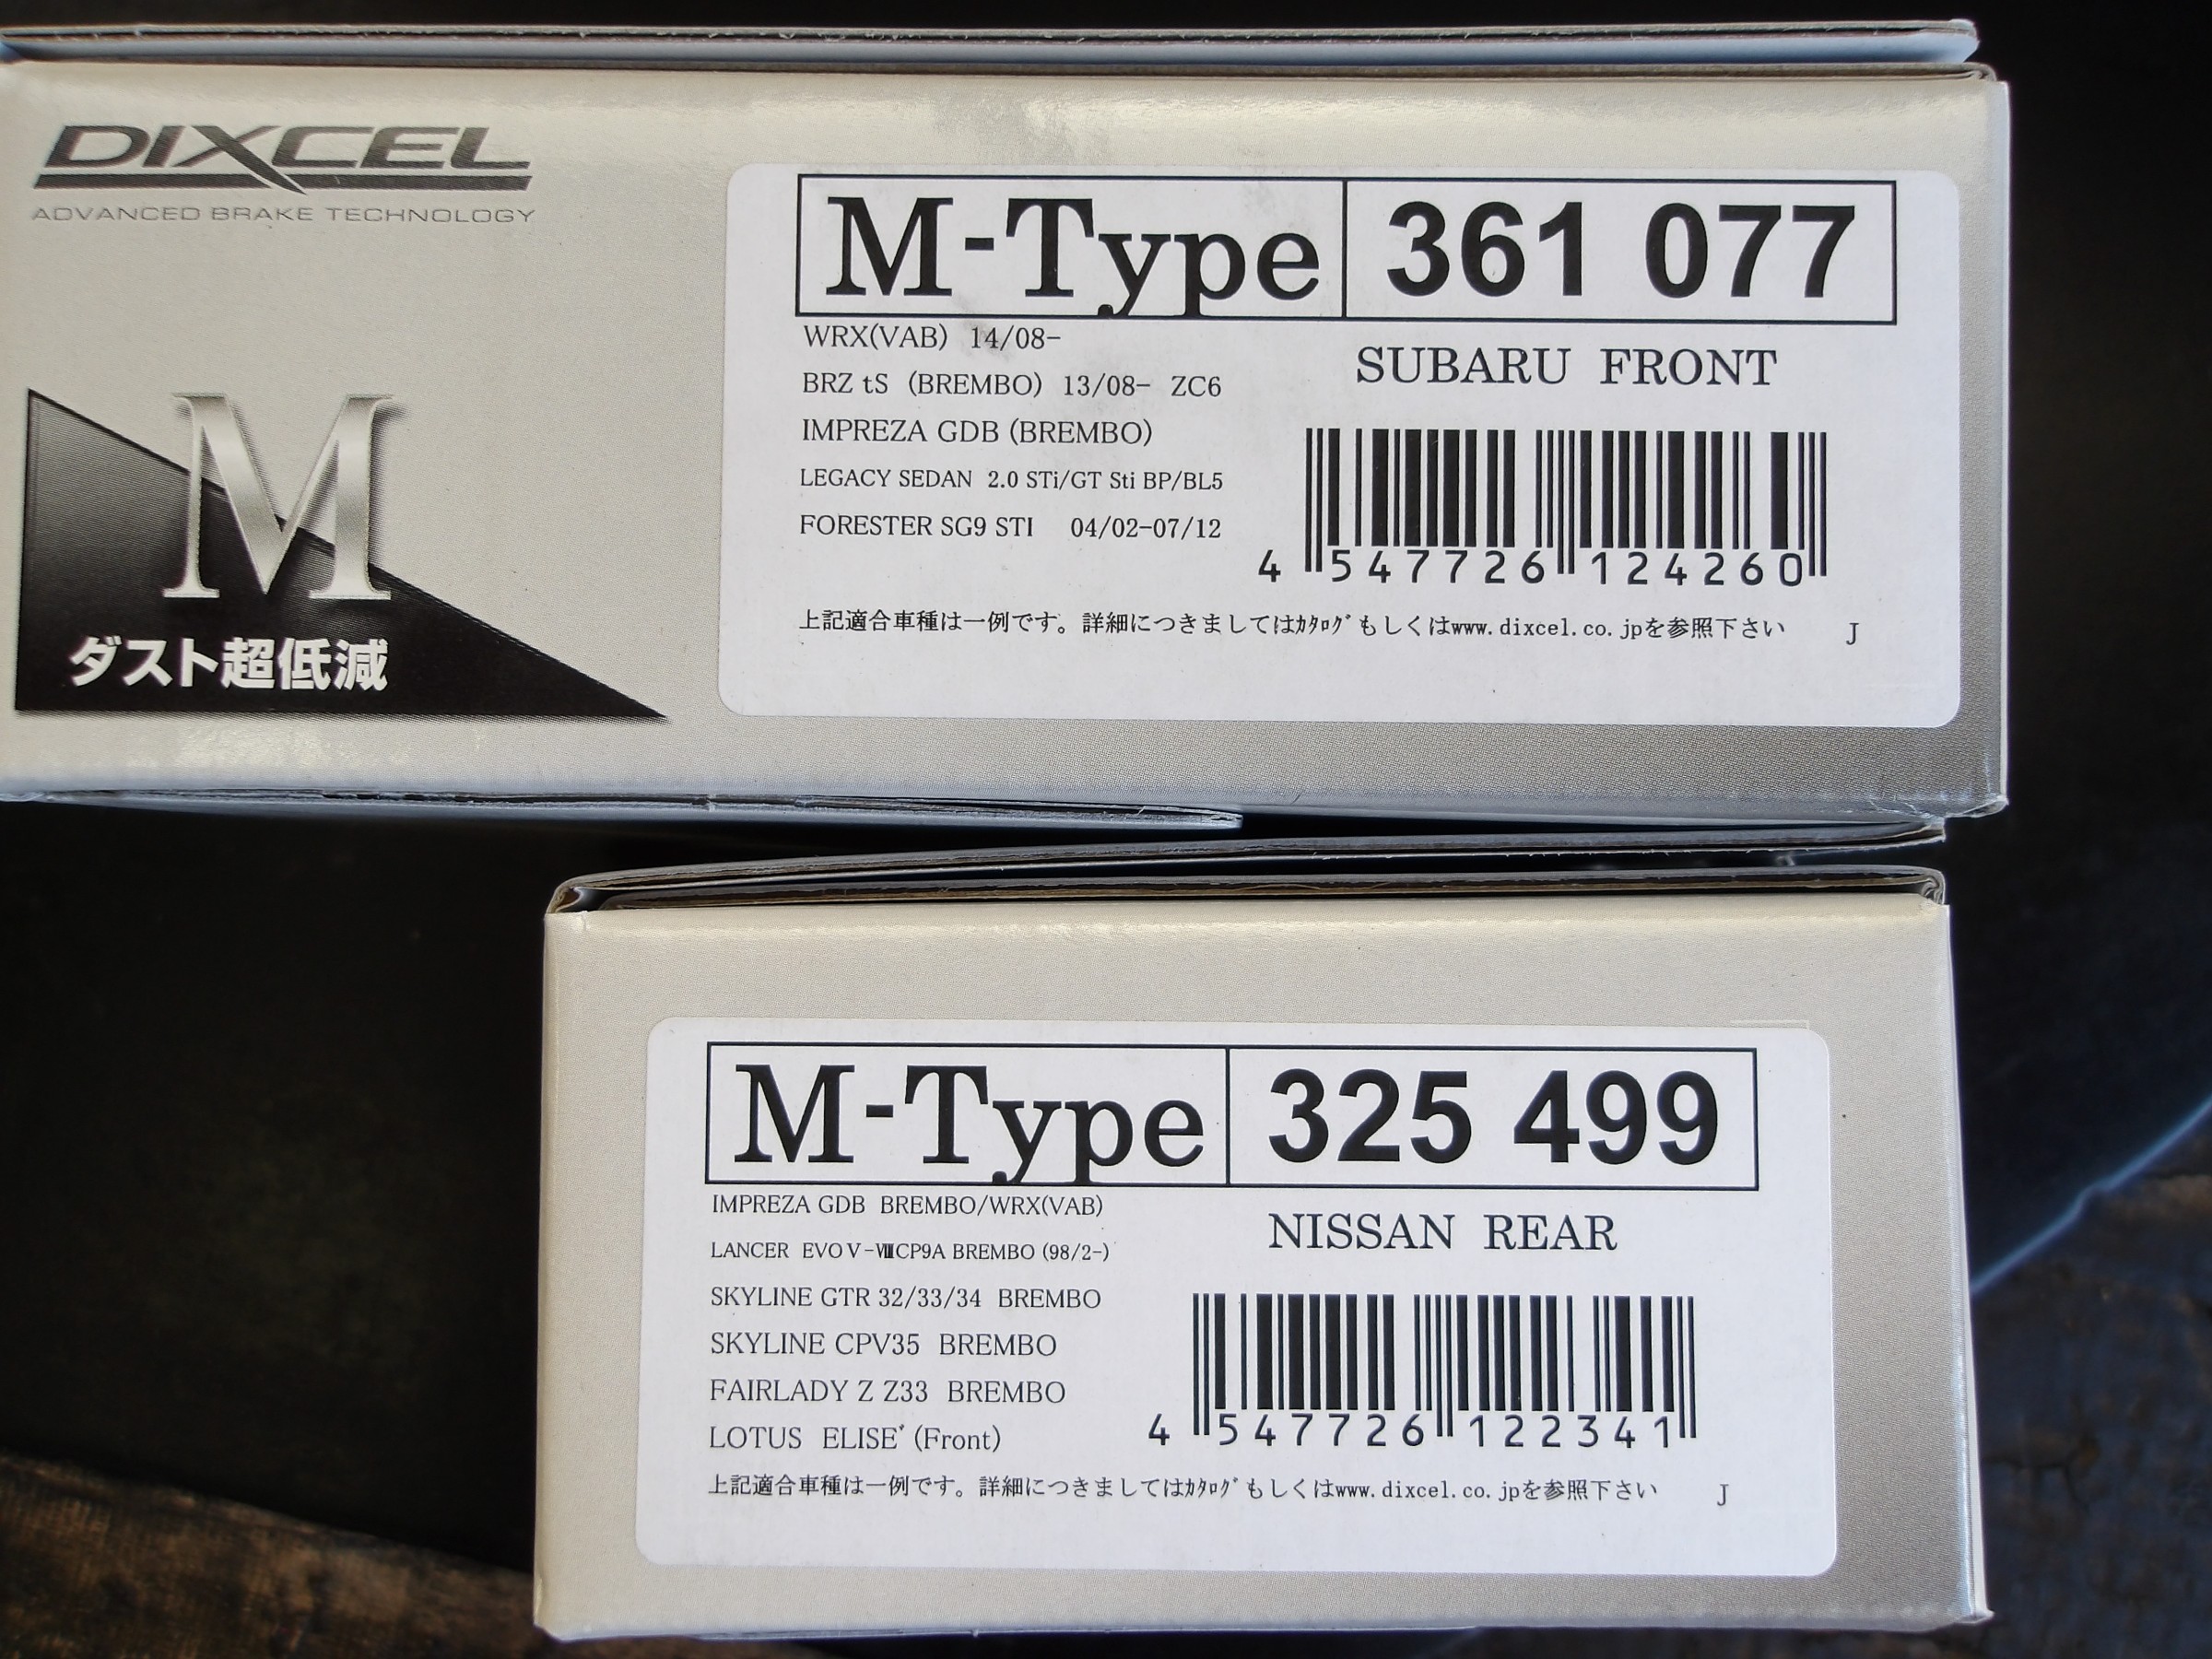 DIXCEL
ADVANCED BRAKE TECHNOLOGY
M
ダスト超低減
M-Type 361 077
WRX(VAB) 14/08-
BRZ tS (BREMBO) 13/08- ZC6
IMPREZA GDB (BREMBO)
LEGACY SEDAN 2.0 STi/GT Sti BP/BL5
FORESTER SG9 STI 04/02-07/12
SUBARU FRONT
4 547726 124260
上記適合車種は一例です。詳細につきましてはｶﾀﾛｸﾞもしくはwww.dixcel.co.jpを参照下さい J
M-Type 325 499
IMPREZA GDB BREMBO/WRX(VAB)
LANCER EVOⅤ-ⅧCP9A BREMBO (98/2-)
SKYLINE GTR 32/33/34 BREMBO
SKYLINE CPV35 BREMBO
FAIRLADY Z Z33 BREMBO
LOTUS ELISEﾞ(Front)
NISSAN REAR
4 547726 122341
上記適合車種は一例です。詳細につきましてはｶﾀﾛｸﾞもしくはwww.dixcel.co.jpを参照下さい J